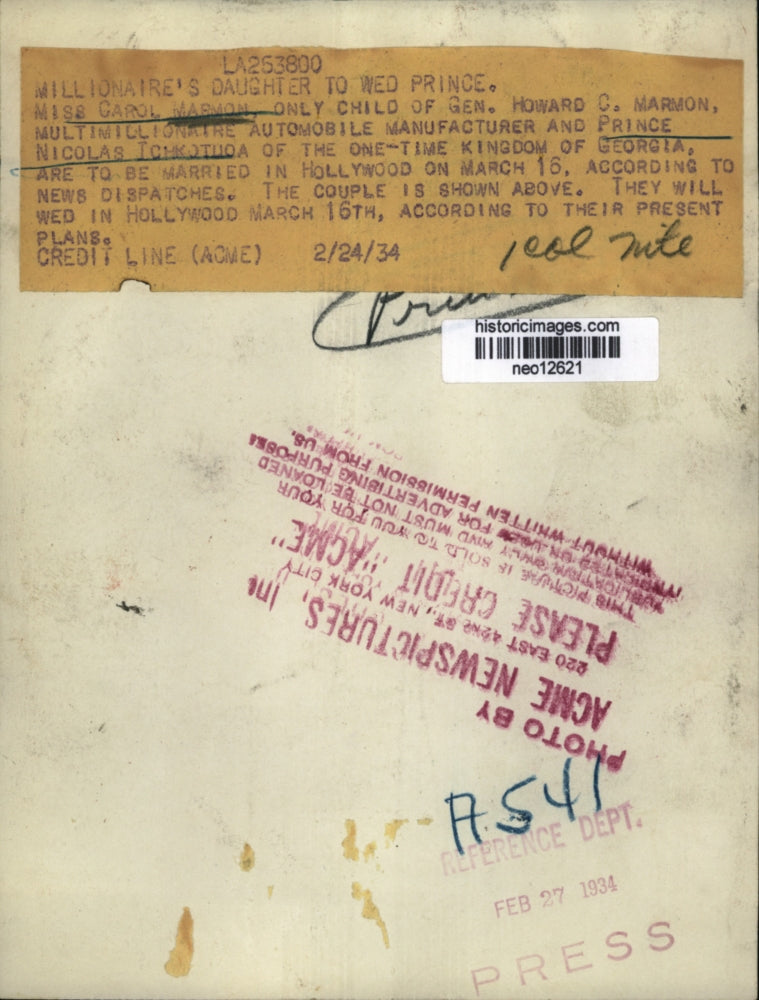 LA253800
MILLIONAIRE'S DAUGHTER TO WED PRINCE.
MISS CAROL MARMON, ONLY CHILD OF GEN. HOWARD C. MARMON,
MULTIMILLIONAIRE AUTOMOBILE MANUFACTURER AND PRINCE
NICOLAS TCHKOTUOA OF THE ONE-TIME KINGDOM OF GEORGIA,
ARE TO BE MARRIED IN HOLLYWOOD ON MARCH 16, ACCORDING TO
NEWS DISPATCHES. THE COUPLE IS SHOWN ABOVE. THEY WILL
WED IN HOLLYWOOD MARCH 16TH, ACCORDING TO THEIR PRESENT
PLANS.
CREDIT LINE (ACME) 2/24/34
1 col nite
historicimages.com
neo12621
PHOTO BY
ACME NEWSPICTURES, Inc.
220 EAST 42ND ST., NEW YORK CITY
PLEASE CREDIT "ACME"
THIS PICTURE IS SOLD TO YOU FOR YOUR
PUBLICATION ONLY AND MUST NOT BE LOANED
OR USED FOR ADVERTISING PURPOSES
WITHOUT WRITTEN PERMISSION FROM US.
A.541
REFERENCE DEPT.
FEB 27 1934
PRESS